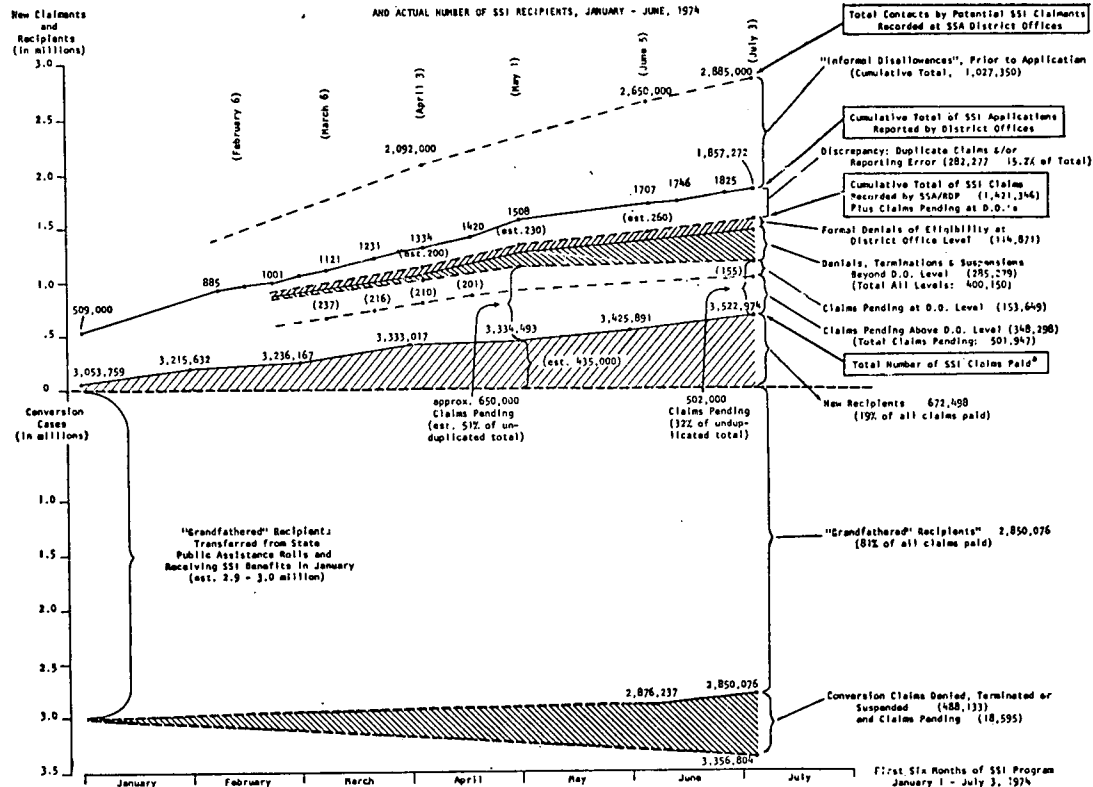 AND ACTUAL NUMBER OF SSI RECIPIENTS, JANUARY - JUNE, 1974
New Claimants
and
Recipients
(in millions)
3.0
2.5
2.0
1.5
1.0
.5
0
Conversion
Cases
(in millions)
1.0
1.5
2.0
2.5
3.0
3.5
(February 6)
(March 6)
(April 3)
(May 1)
(June 5)
(July 3)
2,092,000
2,650,000
2,885,000
509,000
885
1001
1121
1231
1334
(est.200)
1420
1508
(est.230)
1707
(est.260)
1746
1825
1,857,272
(237)
(216)
(210)
(201)
(155)
3,053,759
3,215,632
3,236,167
3,333,017
3,334,493
3,425,891
3,522,974
(est. 435,000)
approx. 650,000
Claims Pending
(est. 51% of un-
duplicated total)
502,000
Claims Pending
(32% of undup-
licated total)
Total Contacts by Potential SSI Claimants
Recorded at SSA District Offices
"Informal Disallowances", Prior to Application
(Cumulative Total, 1,027,350)
Cumulative Total of SSI Applications
Reported by District Offices
Discrepancy: Duplicate Claims &/or
Reporting Error (282,277 15.2% of Total)
Cumulative Total of SSI Claims
Recorded by SSA/RDP (1,421,346)
Plus Claims Pending at D.O.'s
Formal Denials of Eligibility at
District Office Level (114,871)
Denials, Terminations & Suspensions
Beyond D.O. Level (285,279)
(Total All Levels: 400,150)
Claims Pending at D.O. Level (153,649)
Claims Pending Above D.O. Level (348,298)
(Total Claims Pending: 501,947)
Total Number of SSI Claims Paid
New Recipients 672,498
(19% of all claims paid)
"Grandfathered" Recipients
Transferred from State
Public Assistance Rolls and
Receiving SSI Benefits in January
(est. 2.9 - 3.0 million)
"Grandfathered" Recipients" 2,850,076
(81% of all claims paid)
2,876,237
2,850,076
3,356,804
Conversion Claims Denied, Terminated or
Suspended (488,133)
and Claims Pending (18,595)
January
February
March
April
May
June
July
First Six Months of SSI Program
January 1 - July 3, 1974